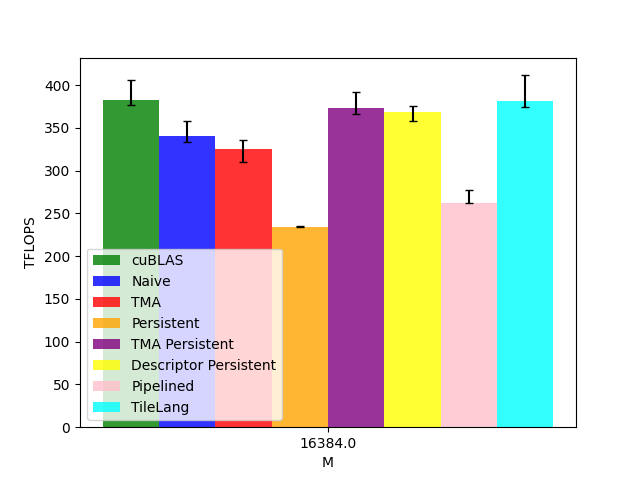 TFLOPS
400
350
300
250
200
150
100
50
0
cuBLAS
Naive
TMA
Persistent
TMA Persistent
Descriptor Persistent
Pipelined
TileLang
16384.0
M